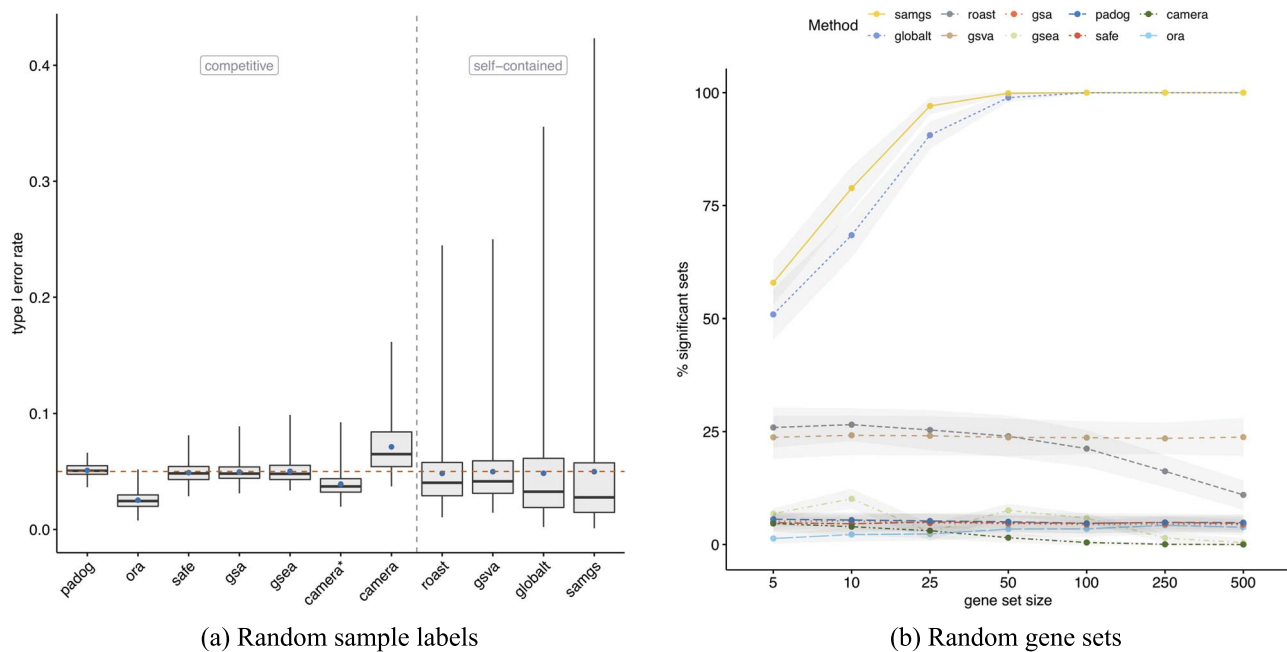 competitive
self−contained
type I error rate
0.4
0.3
0.2
0.1
0.0
padog
ora
safe
gsa
gsea
camera*
camera
roast
gsva
globalt
samgs
(a) Random sample labels
Method
samgs
roast
gsa
padog
camera
globalt
gsva
gsea
safe
ora
% significant sets
100
75
50
25
0
5
10
25
50
100
250
500
gene set size
(b) Random gene sets